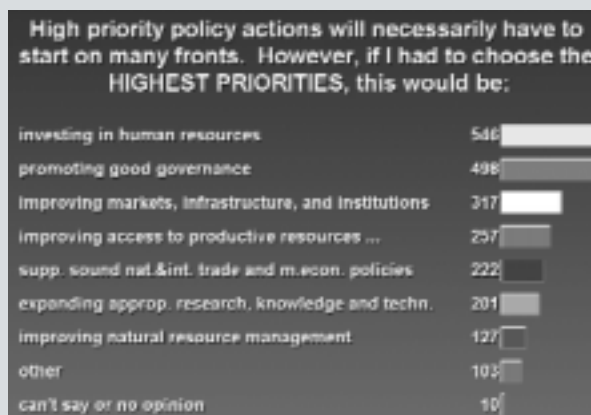 High priority policy actions will necessarily have to
start on many fronts. However, if I had to choose the
HIGHEST PRIORITIES, this would be:
investing in human resources 546
promoting good governance 498
improving markets, infrastructure, and institutions 317
improving access to productive resources ... 257
supp. sound nat.&int. trade and m.econ. policies 222
expanding approp. research, knowledge and techn. 201
improving natural resource management 127
other 103
can't say or no opinion 10